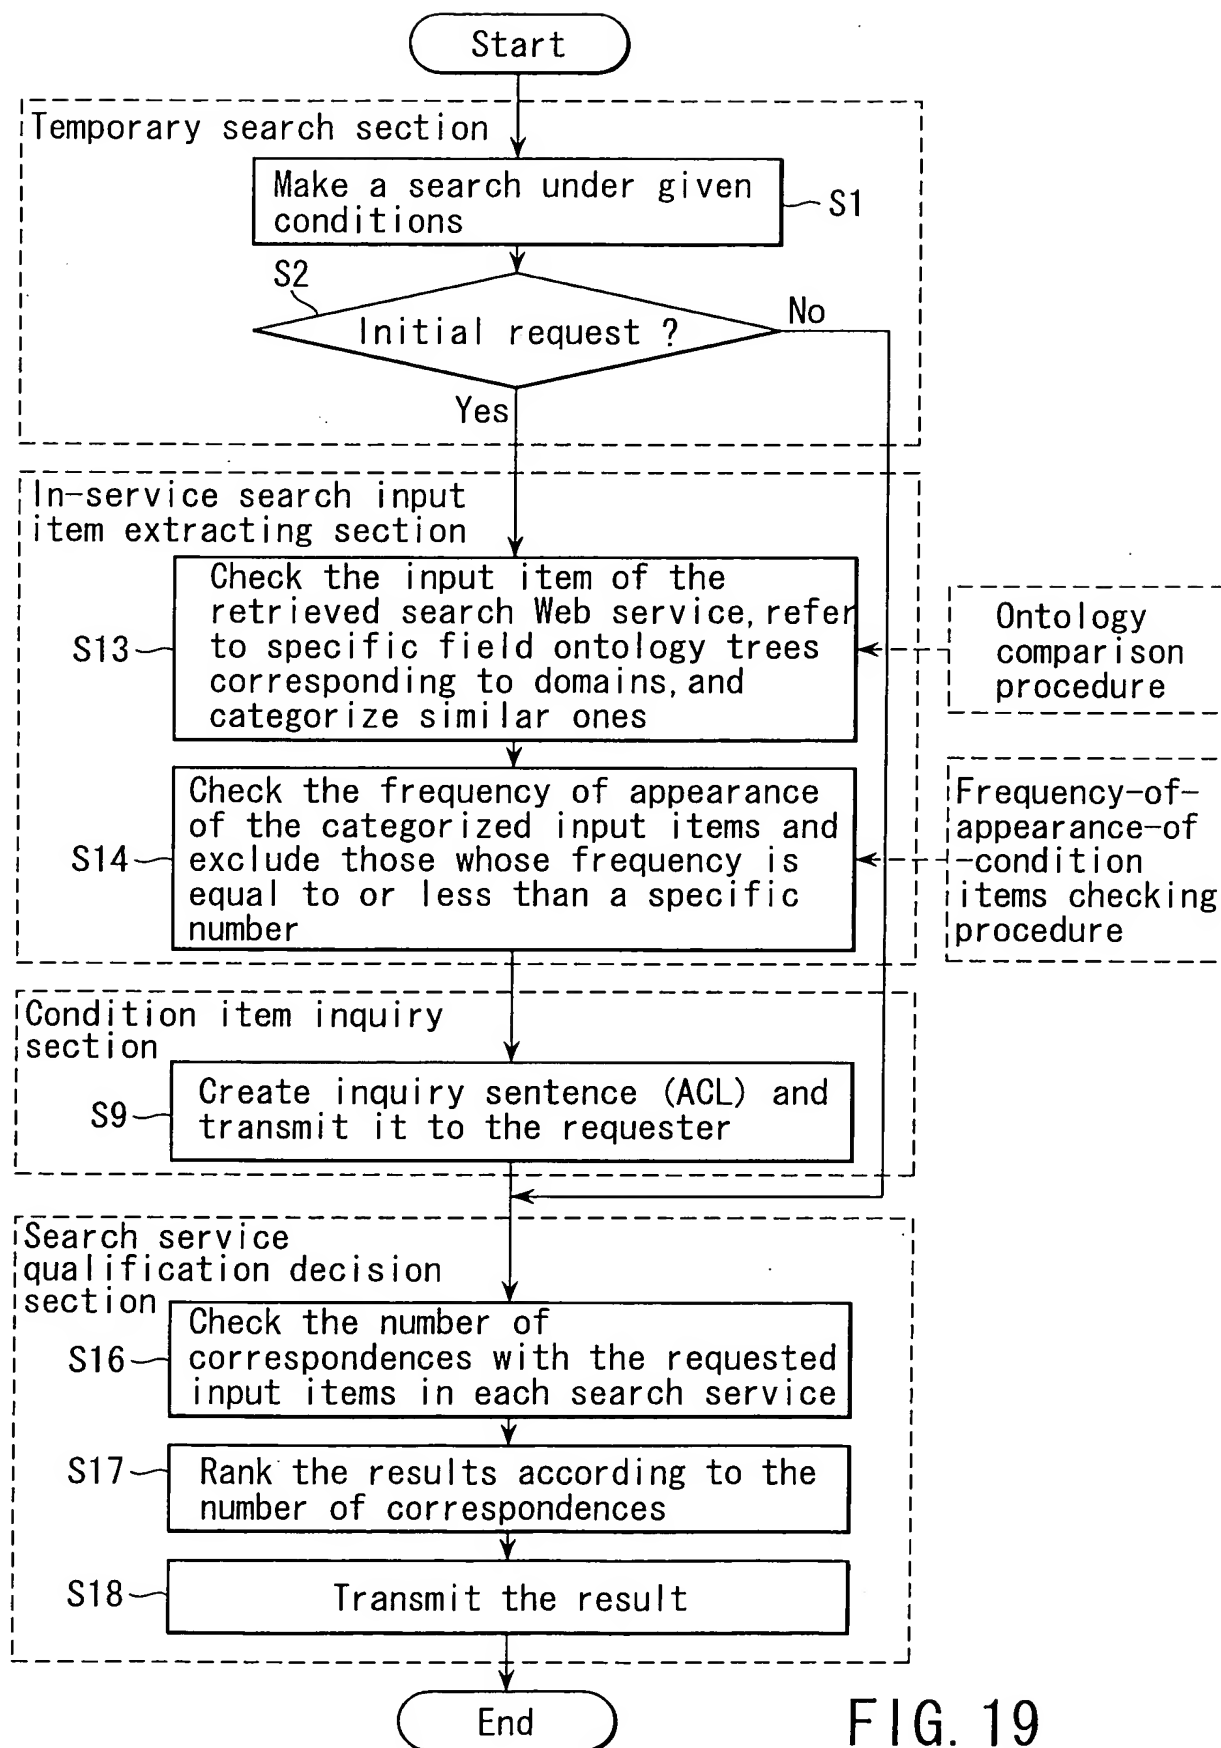 Start
Temporary search section
Make a search under given
conditions
S1
S2
Initial request ?
No
Yes
In-service search input
item extracting section
Check the input item of the
retrieved search Web service, refer
to specific field ontology trees
corresponding to domains, and
categorize similar ones
S13
Ontology
comparison
procedure
Check the frequency of appearance
of the categorized input items and
exclude those whose frequency is
equal to or less than a specific
number
S14
Frequency-of-
appearance-of
-condition
items checking
procedure
Condition item inquiry
section
Create inquiry sentence (ACL) and
transmit it to the requester
S9
Search service
qualification decision
section
Check the number of
correspondences with the requested
input items in each search service
S16
Rank the results according to the
number of correspondences
S17
Transmit the result
S18
End
FIG. 19